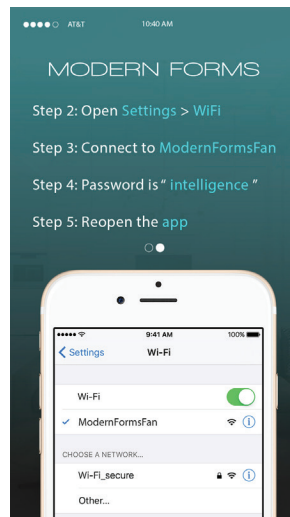 AT&T 10:40 AM
MODERN FORMS
Step 2: Open Settings > WiFi
Step 3: Connect to ModernFormsFan
Step 4: Password is “ intelligence ”
Step 5: Reopen the app
9:41 AM 100%
Settings Wi-Fi
Wi-Fi
ModernFormsFan
CHOOSE A NETWORK...
Wi-Fi_secure
Other...